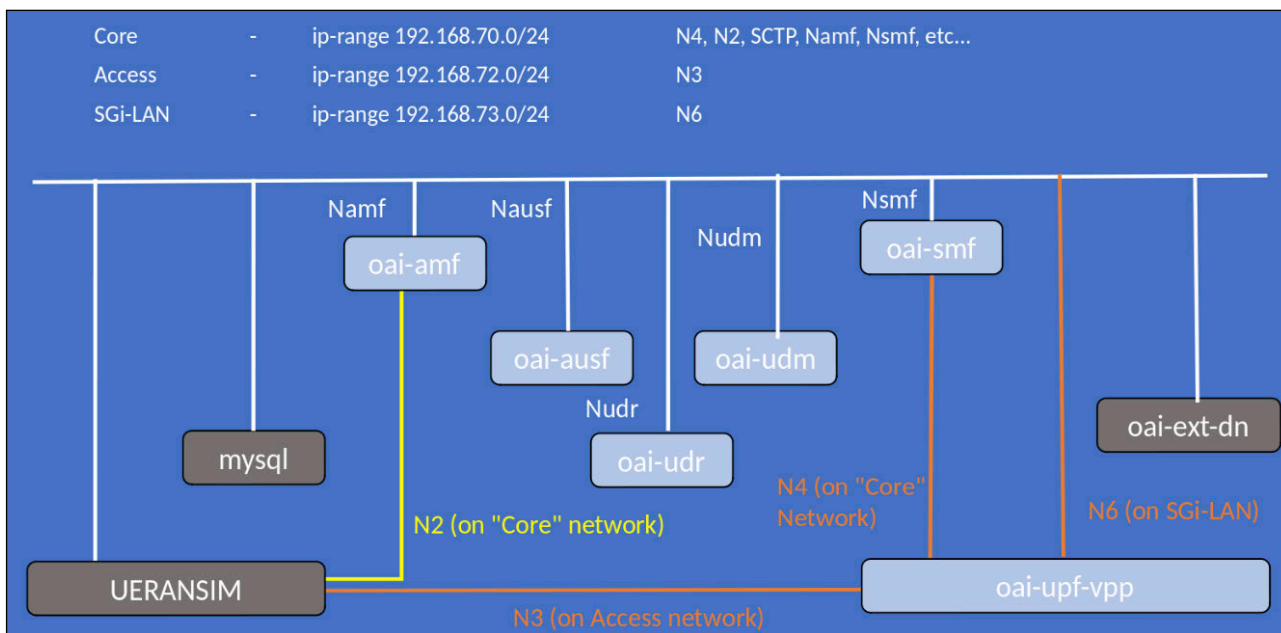 Core - ip-range 192.168.70.0/24 N4, N2, SCTP, Namf, Nsmf, etc...
Access - ip-range 192.168.72.0/24 N3
SGi-LAN - ip-range 192.168.73.0/24 N6
Namf
Nausf
Nudm
Nsmf
oai-amf
oai-smf
oai-ausf
oai-udm
Nudr
oai-ext-dn
mysql
oai-udr
N4 (on "Core"
Network)
N6 (on SGi-LAN)
N2 (on "Core" network)
UERANSIM
oai-upf-vpp
N3 (on Access network)